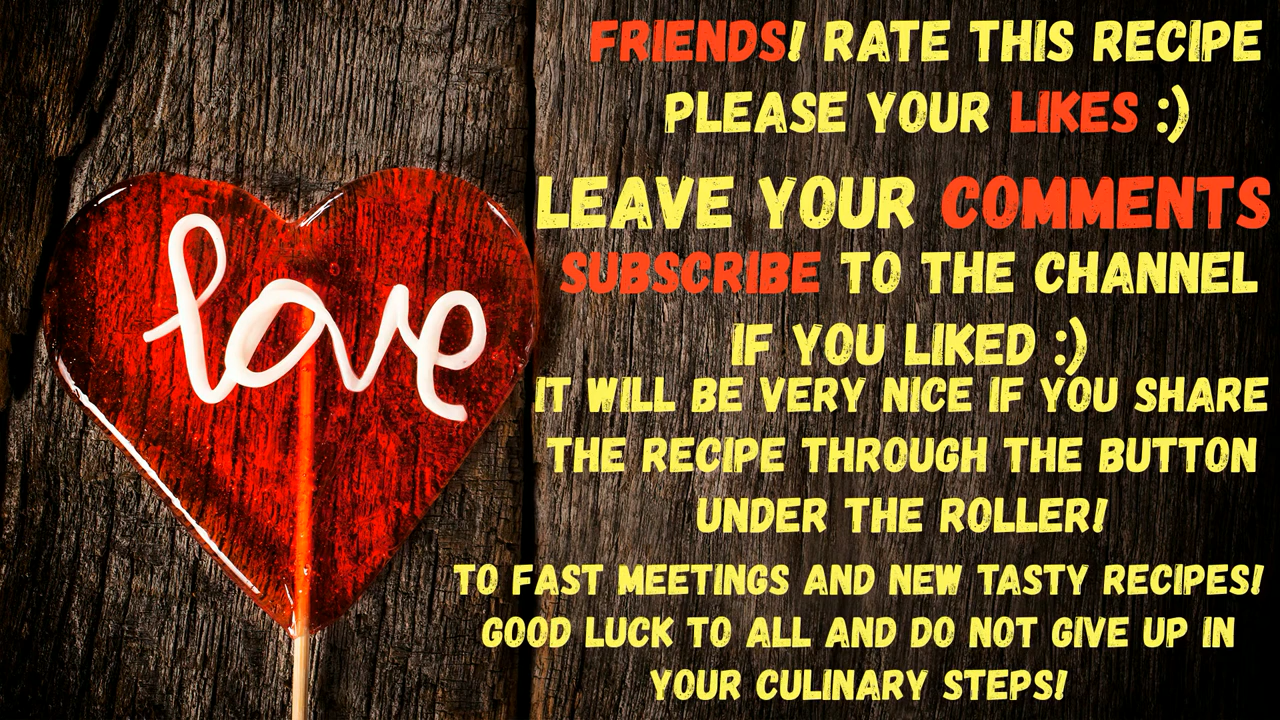 love
FRIENDS! RATE THIS RECIPE
PLEASE YOUR LIKES :)
LEAVE YOUR COMMENTS
SUBSCRIBE TO THE CHANNEL
IF YOU LIKED :)
IT WILL BE VERY NICE IF YOU SHARE
THE RECIPE THROUGH THE BUTTON
UNDER THE ROLLER!
TO FAST MEETINGS AND NEW TASTY RECIPES!
GOOD LUCK TO ALL AND DO NOT GIVE UP IN
YOUR CULINARY STEPS!